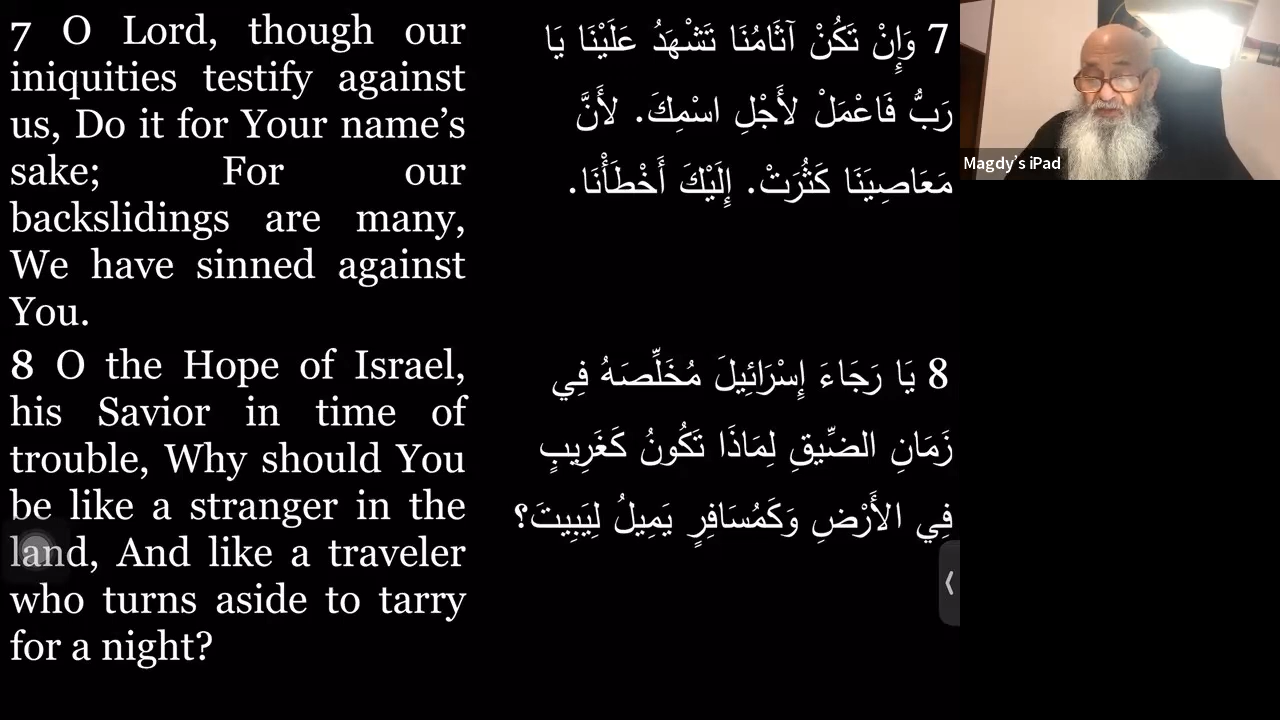 7 O Lord, though our
iniquities testify against
us, Do it for Your name’s
sake; For our
backslidings are many,
We have sinned against
You.
8 O the Hope of Israel,
his Savior in time of
trouble, Why should You
be like a stranger in the
land, And like a traveler
who turns aside to tarry
for a night?
7 وَإِنْ تَكُنْ آثَامُنَا تَشْهَدُ عَلَيْنَا يَا
رَبُّ فَاعْمَلْ لأَجْلِ اسْمِكَ. لأَنَّ
مَعَاصِيَنَا كَثُرَتْ. إِلَيْكَ أَخْطَأْنَا.
8 يَا رَجَاءَ إِسْرَائِيلَ مُخَلِّصَهُ فِي
زَمَانِ الضِّيقِ لِمَاذَا تَكُونُ كَغَرِيبٍ
فِي الأَرْضِ وَكَمُسَافِرٍ يَمِيلُ لِيَبِيتَ؟
Magdy’s iPad